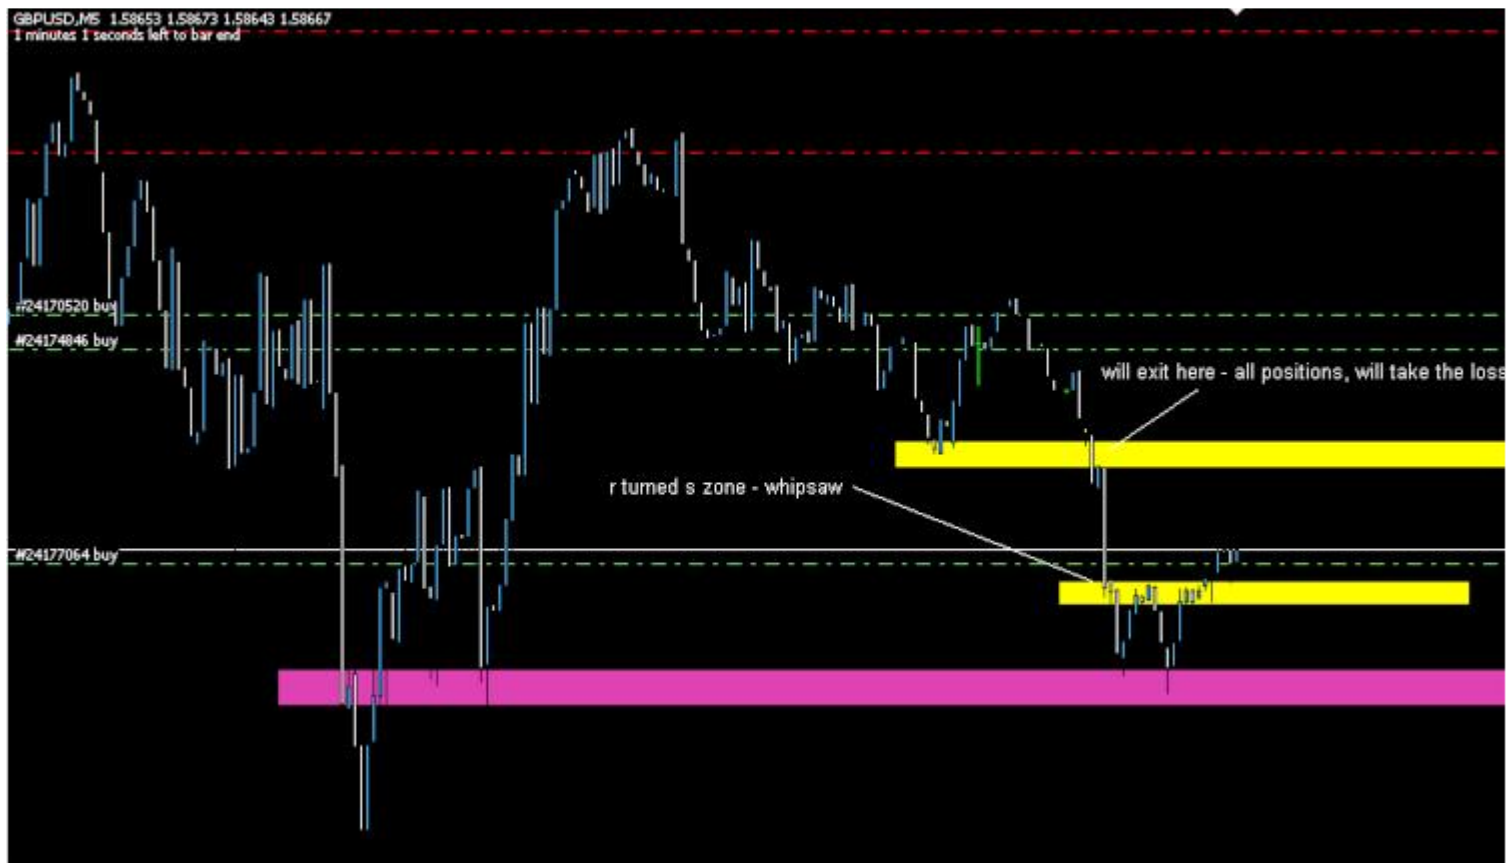 GBPUSD,M5 1.58653 1.58673 1.58643 1.58667
1 minutes 1 seconds left to bar end
#24170520 buy
#24174846 buy
will exit here - all positions, will take the loss
r turned s zone - whipsaw
#24177064 buy